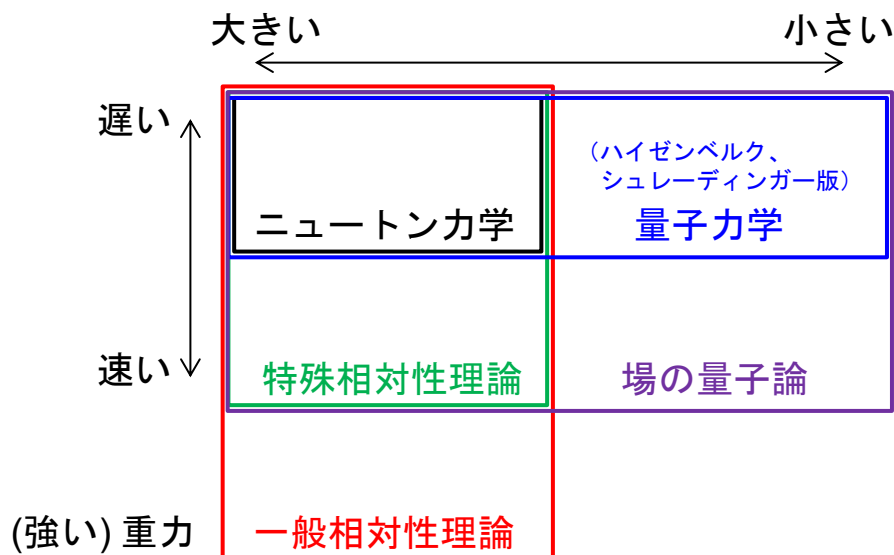 大きい
小さい
遅い
(ハイゼンベルク、
シュレーディンガー版)
ニュートン力学
量子力学
速い
特殊相対性理論
場の量子論
(強い) 重力
一般相対性理論